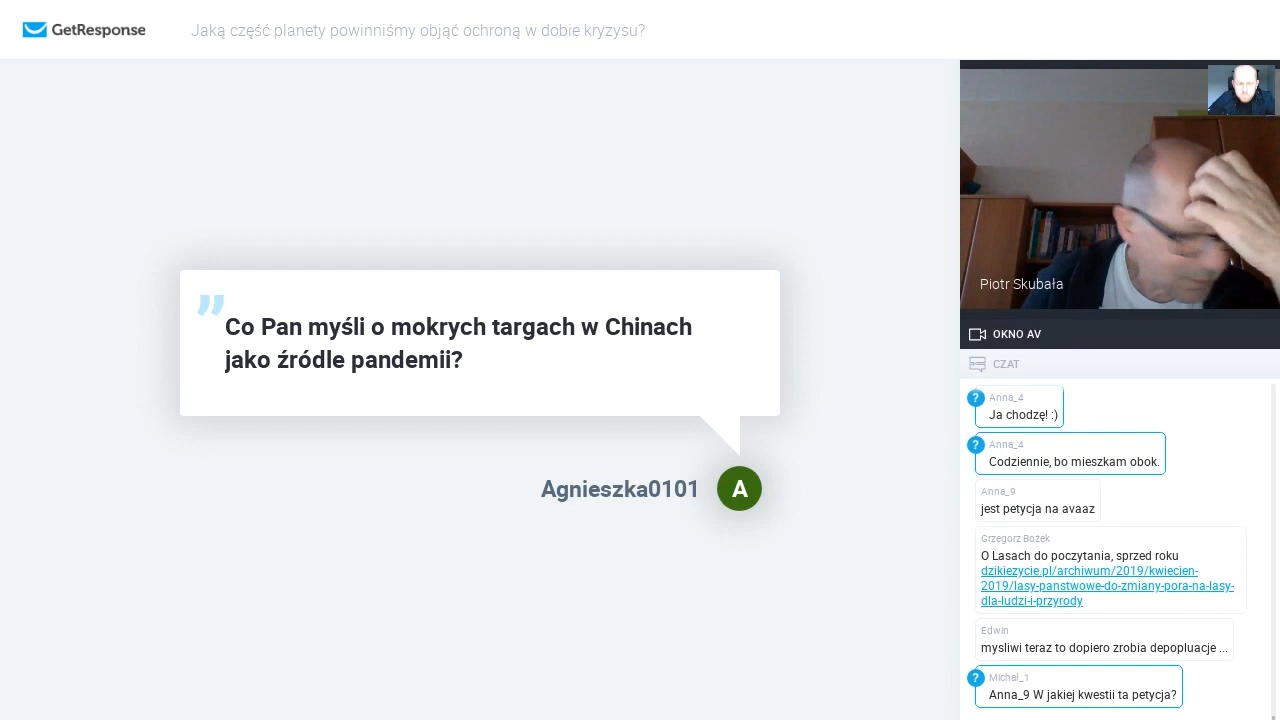 GetResponse
Jaką część planety powinniśmy objąć ochroną w dobie kryzysu?
”
Co Pan myśli o mokrych targach w Chinach
jako źródle pandemii?
Agnieszka0101
A
Piotr Skubała
OKNO AV
CZAT
?
Anna_4
Ja chodzę! :)
?
Anna_4
Codziennie, bo mieszkam obok.
Anna_9
jest petycja na avaaz
Grzegorz Bożek
O Lasach do poczytania, sprzed roku
dzikiezycie.pl/archiwum/2019/kwiecien-
2019/lasy-panstwowe-do-zmiany-pora-na-lasy-
dla-ludzi-i-przyrody
Edwin
mysliwi teraz to dopiero zrobia depopluacje ...
?
Michał_1
Anna_9 W jakiej kwestii ta petycja?